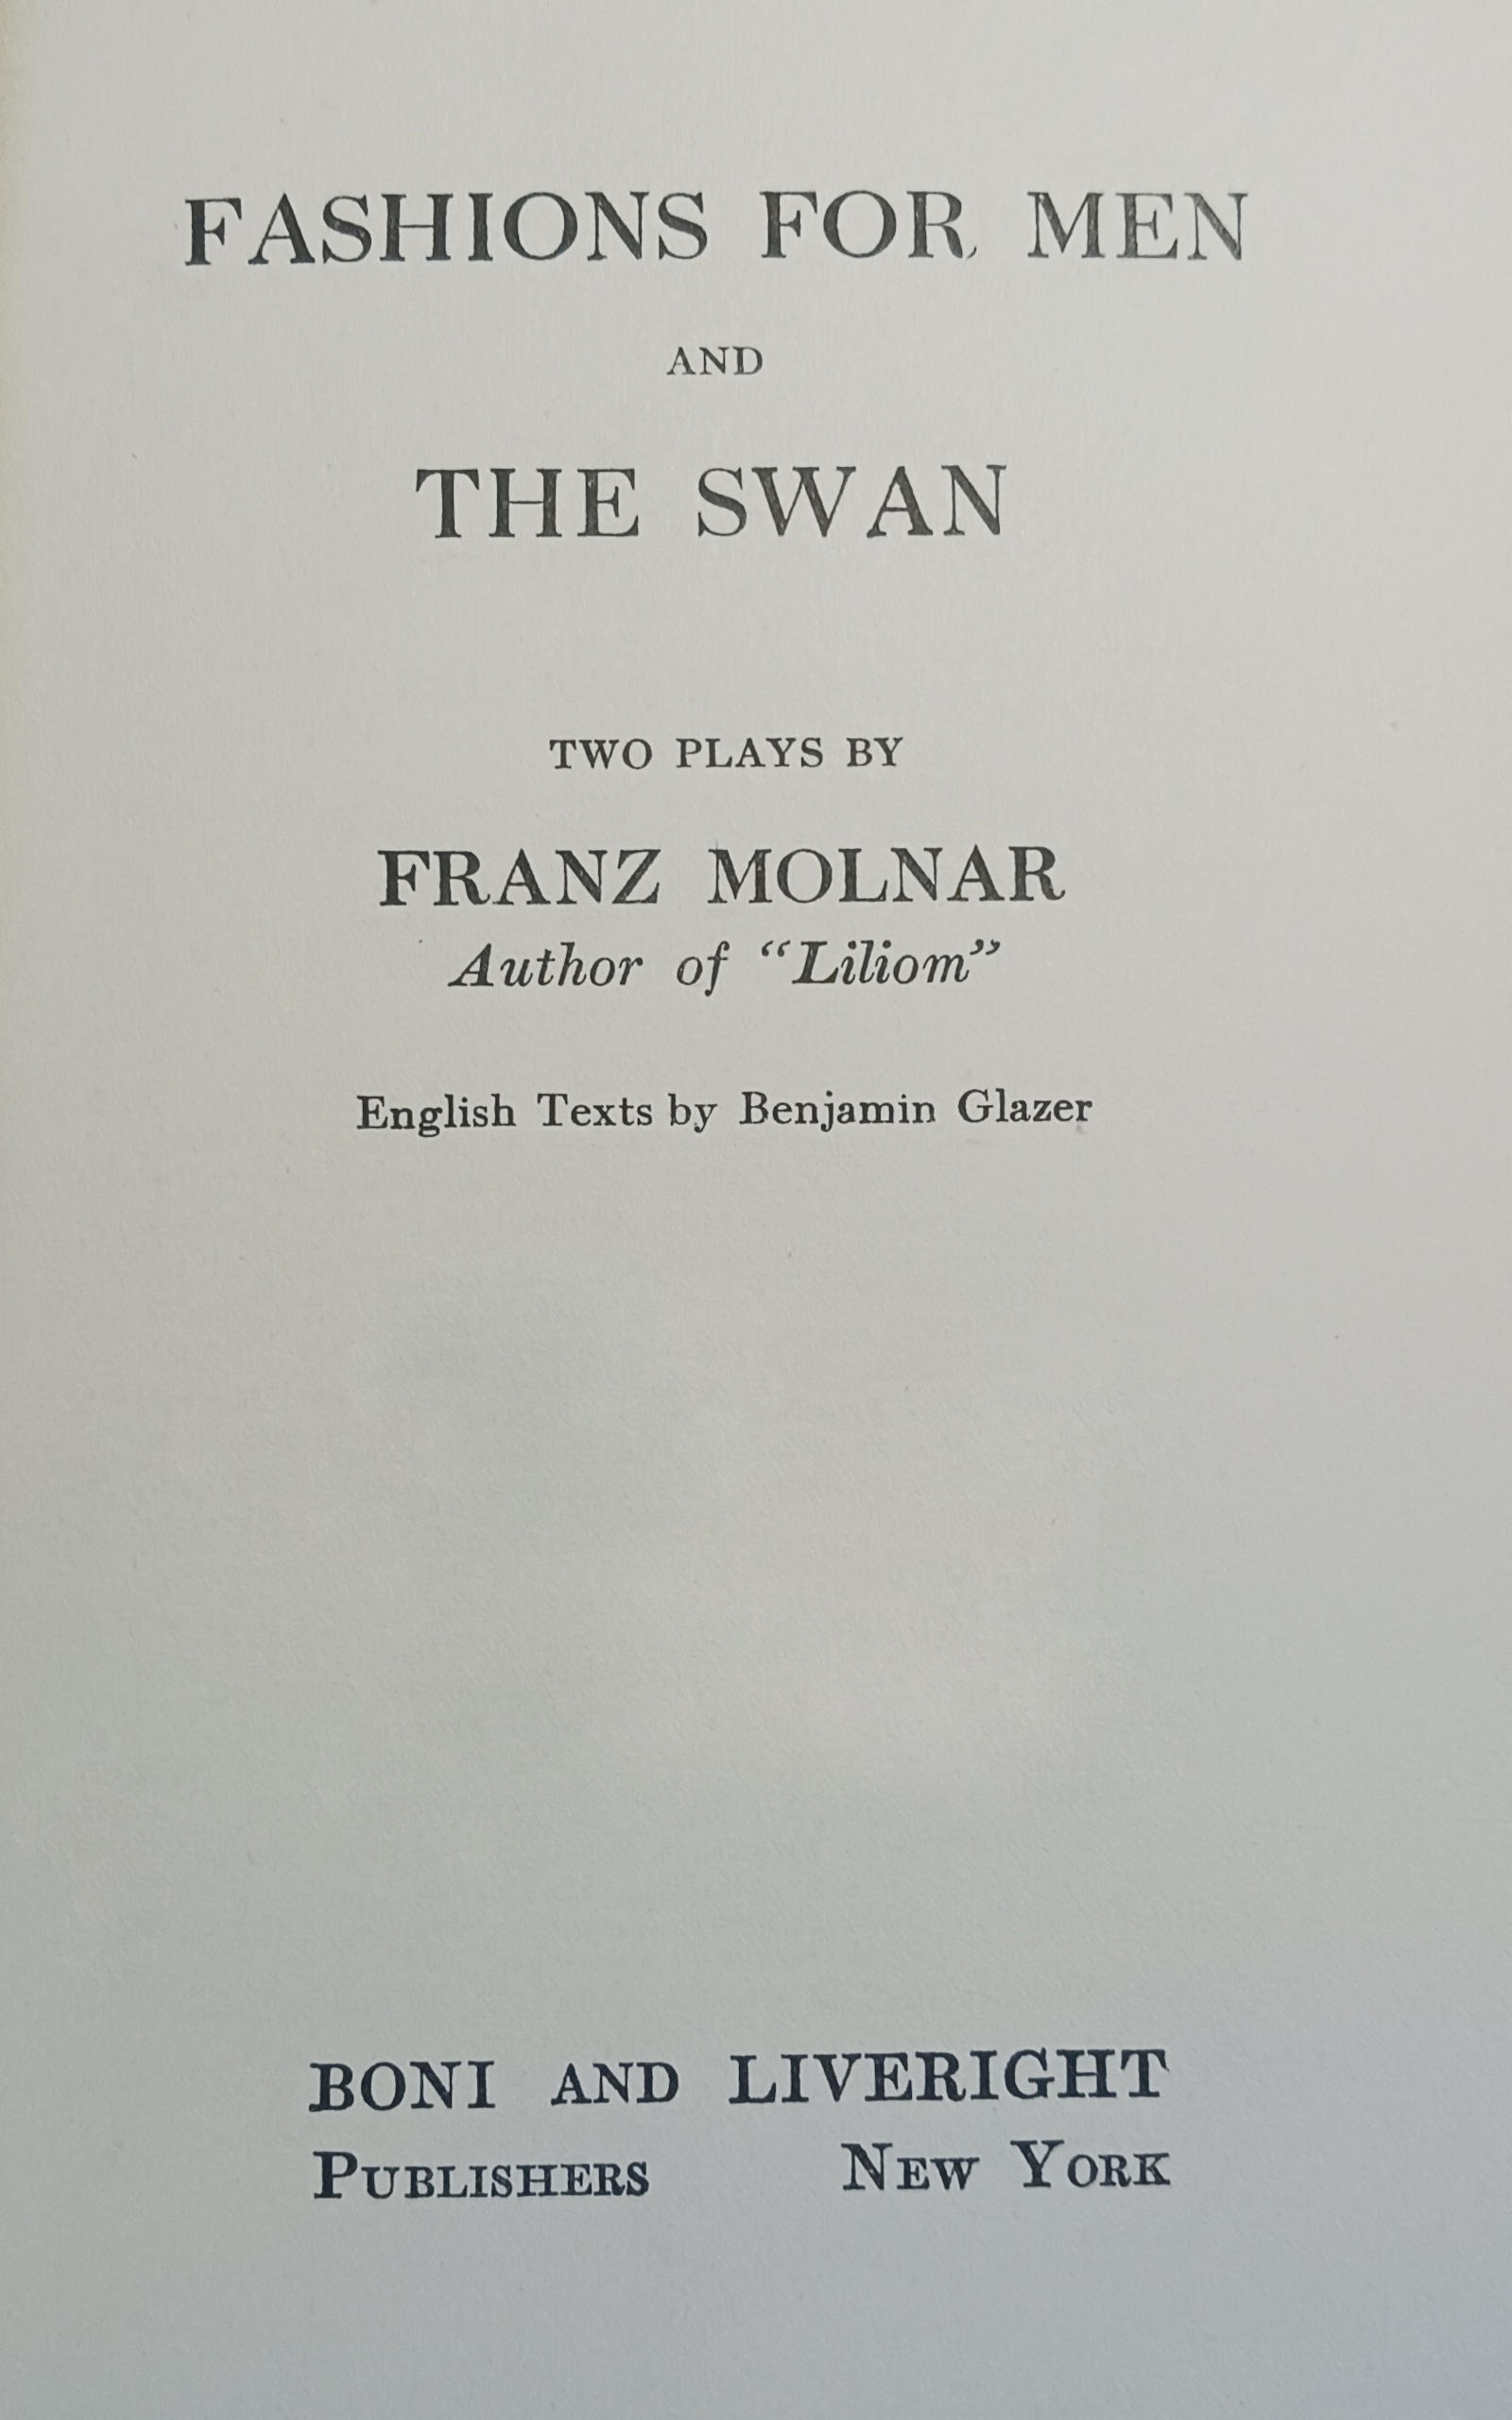 FASHIONS FOR MEN
AND
THE SWAN
TWO PLAYS BY
FRANZ MOLNAR
Author of “Liliom”
English Texts by Benjamin Glazer
BONI AND LIVERIGHT
PUBLISHERS NEW YORK